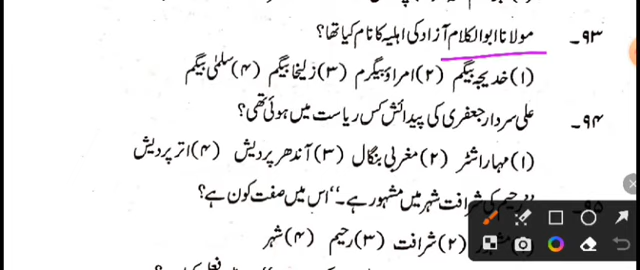 ۹۳۔ مولانا ابوالکلام آزاد کی اہلیہ کا نام کیا تھا؟
(۱) خدیجہ بیگم (۲) امراؤ بیگم (۳) زلیخا بیگم (۴) سلمیٰ بیگم
۹۴۔ علی سردار جعفری کی پیدائش کس ریاست میں ہوئی تھی؟
(۱) مہاراشٹر (۲) مغربی بنگال (۳) آندھر پردیش (۴) اتر پردیش
۹۵۔ ’’رحیم کی شرافت شہر میں مشہور ہے۔‘‘ اس میں صفت کون ہے؟
(۲) شرافت (۳) رحیم (۴) شہر